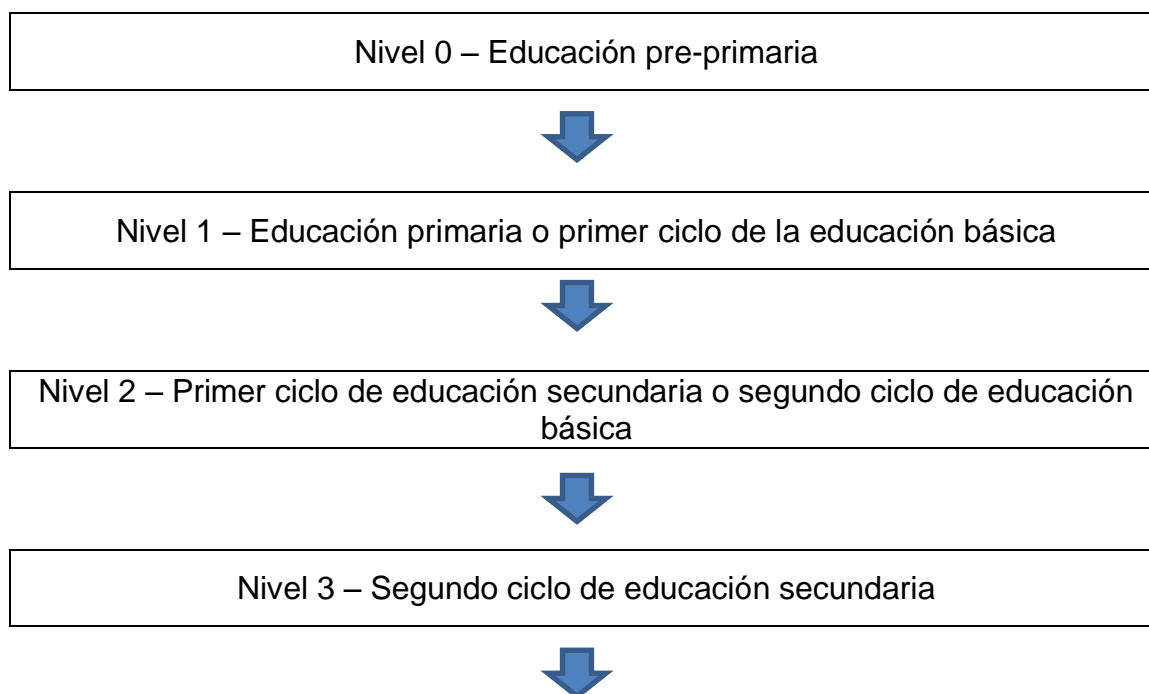 Nivel 0 – Educación pre-primaria
Nivel 1 – Educación primaria o primer ciclo de la educación básica
Nivel 2 – Primer ciclo de educación secundaria o segundo ciclo de educación
básica
Nivel 3 – Segundo ciclo de educación secundaria